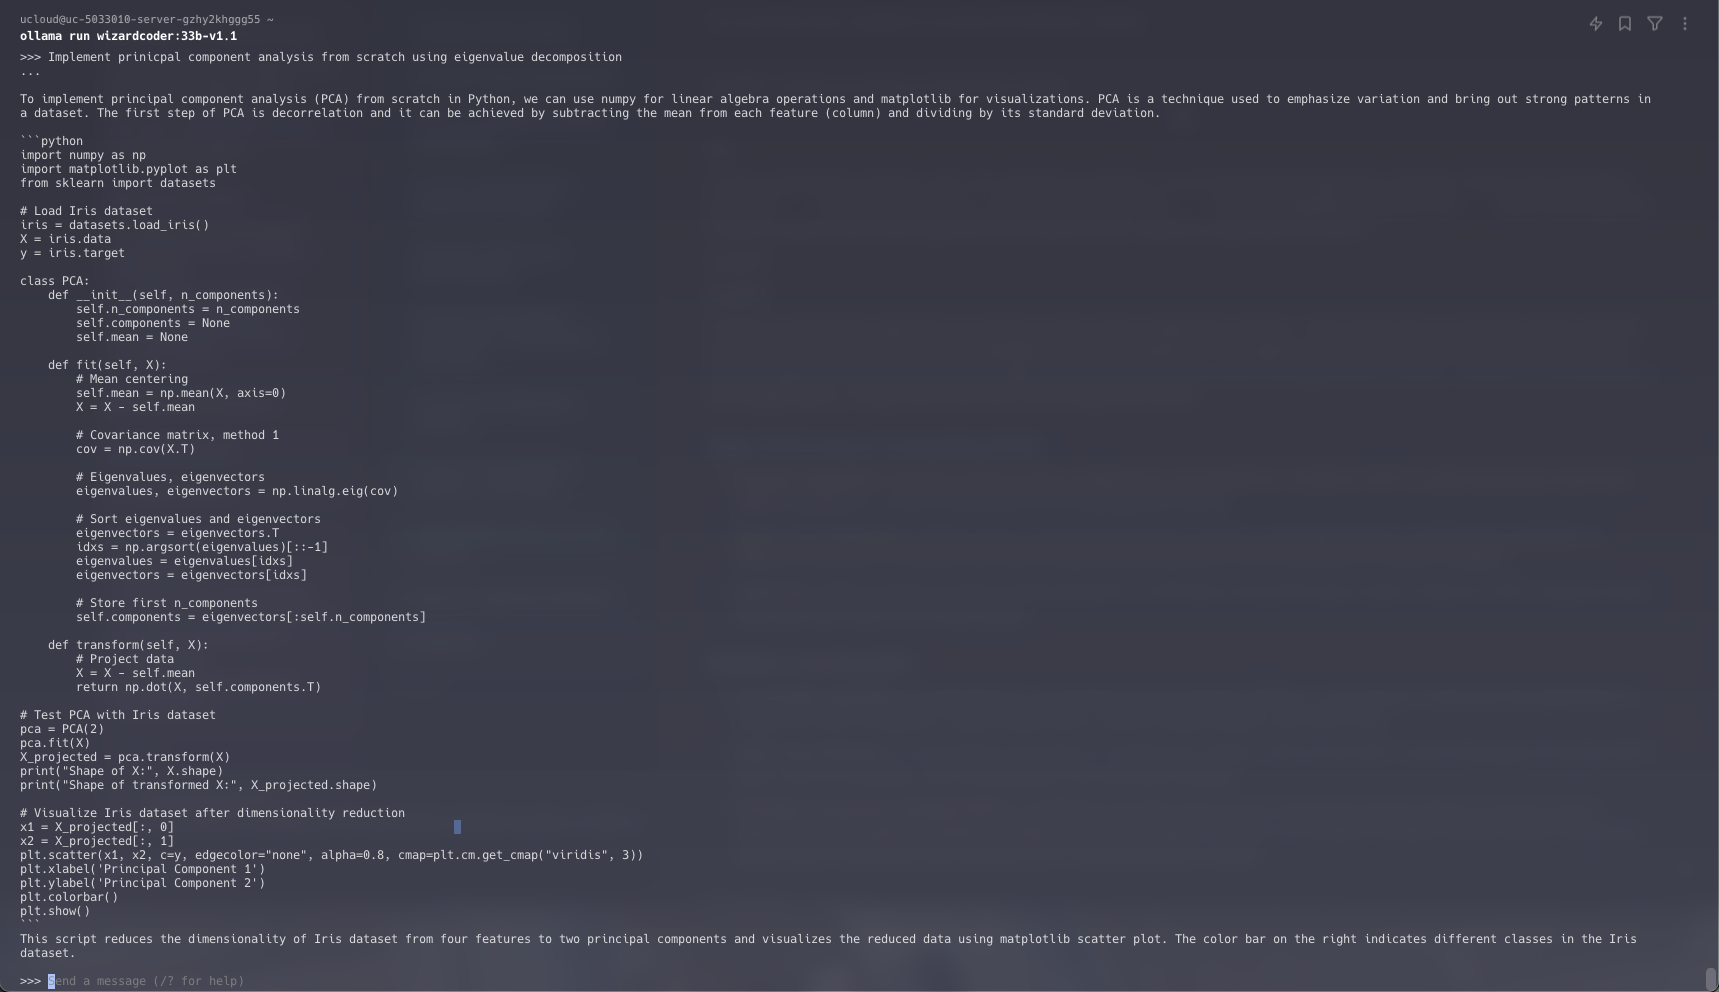 ucloud@uc-5033010-server-gzhy2khggg55 ~
ollama run wizardcoder:33b-v1.1
>>> Implement prinicpal component analysis from scratch using eigenvalue decomposition
...
To implement principal component analysis (PCA) from scratch in Python, we can use numpy for linear algebra operations and matplotlib for visualizations. PCA is a technique used to emphasize variation and bring out strong patterns in
a dataset. The first step of PCA is decorrelation and it can be achieved by subtracting the mean from each feature (column) and dividing by its standard deviation.
```python
import numpy as np
import matplotlib.pyplot as plt
from sklearn import datasets

# Load Iris dataset
iris = datasets.load_iris()
X = iris.data
y = iris.target

class PCA:
    def __init__(self, n_components):
        self.n_components = n_components
        self.components = None
        self.mean = None

    def fit(self, X):
        # Mean centering
        self.mean = np.mean(X, axis=0)
        X = X - self.mean

        # Covariance matrix, method 1
        cov = np.cov(X.T)

        # Eigenvalues, eigenvectors
        eigenvalues, eigenvectors = np.linalg.eig(cov)

        # Sort eigenvalues and eigenvectors
        eigenvectors = eigenvectors.T
        idxs = np.argsort(eigenvalues)[::-1]
        eigenvalues = eigenvalues[idxs]
        eigenvectors = eigenvectors[idxs]

        # Store first n_components
        self.components = eigenvectors[:self.n_components]

    def transform(self, X):
        # Project data
        X = X - self.mean
        return np.dot(X, self.components.T)

# Test PCA with Iris dataset
pca = PCA(2)
pca.fit(X)
X_projected = pca.transform(X)
print("Shape of X:", X.shape)
print("Shape of transformed X:", X_projected.shape)

# Visualize Iris dataset after dimensionality reduction
x1 = X_projected[:, 0]
x2 = X_projected[:, 1]
plt.scatter(x1, x2, c=y, edgecolor="none", alpha=0.8, cmap=plt.cm.get_cmap("viridis", 3))
plt.xlabel('Principal Component 1')
plt.ylabel('Principal Component 2')
plt.colorbar()
plt.show()
```
This script reduces the dimensionality of Iris dataset from four features to two principal components and visualizes the reduced data using matplotlib scatter plot. The color bar on the right indicates different classes in the Iris
dataset.
>>> Send a message (/? for help)